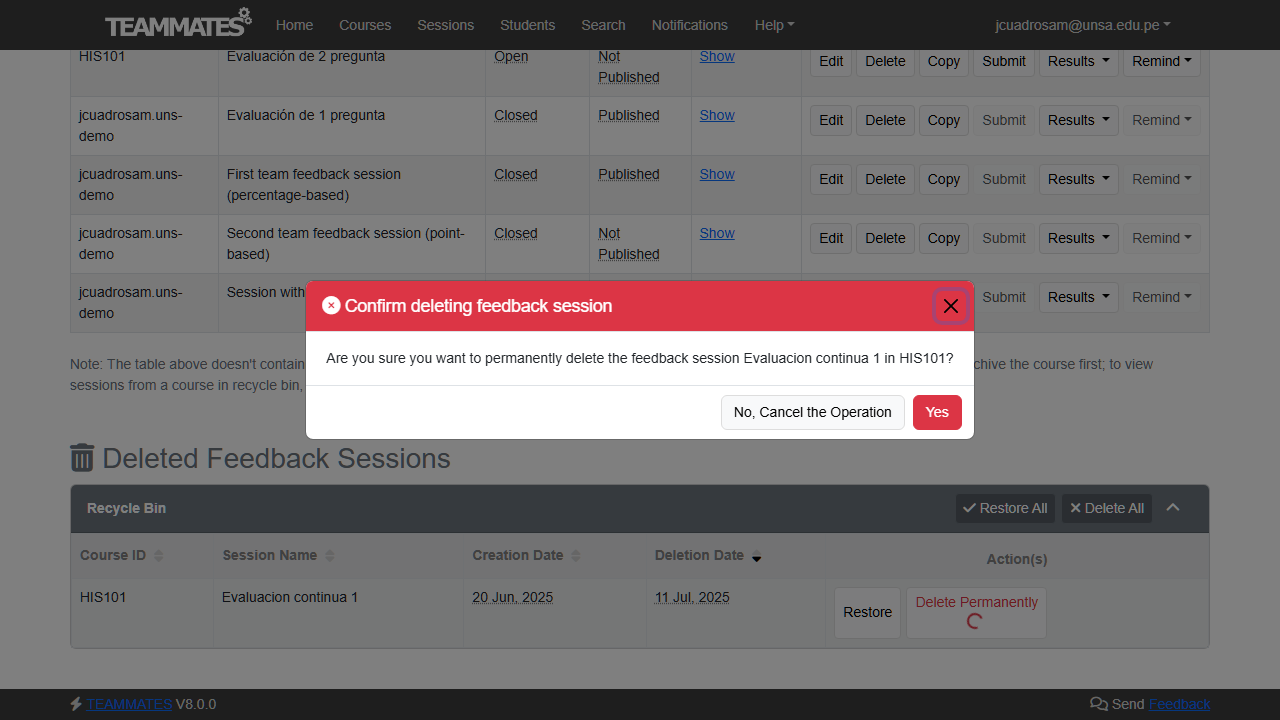 TEAMMATES Home Courses Sessions Students Search Notifications Help jcuadrosam@unsa.edu.pe
HIS101 Evaluación de 2 pregunta Open Not Published Show Edit Delete Copy Submit Results Remind
jcuadrosam.uns-demo Evaluación de 1 pregunta Closed Published Show Edit Delete Copy Submit Results Remind
jcuadrosam.uns-demo First team feedback session (percentage-based) Closed Published Show Edit Delete Copy Submit Results Remind
jcuadrosam.uns-demo Second team feedback session (point-based) Closed Not Published Show Edit Delete Copy Submit Results Remind
jcuadrosam.uns-demo Session with Submit Results Remind
Confirm deleting feedback session
Are you sure you want to permanently delete the feedback session Evaluacion continua 1 in HIS101?
No, Cancel the Operation Yes
Note: The table above doesn't contain the course first; to view
sessions from a course in recycle bin,
Deleted Feedback Sessions
Recycle Bin Restore All Delete All
Course ID Session Name Creation Date Deletion Date Action(s)
HIS101 Evaluacion continua 1 20 Jun, 2025 11 Jul, 2025 Restore Delete Permanently
TEAMMATES V8.0.0 Send Feedback